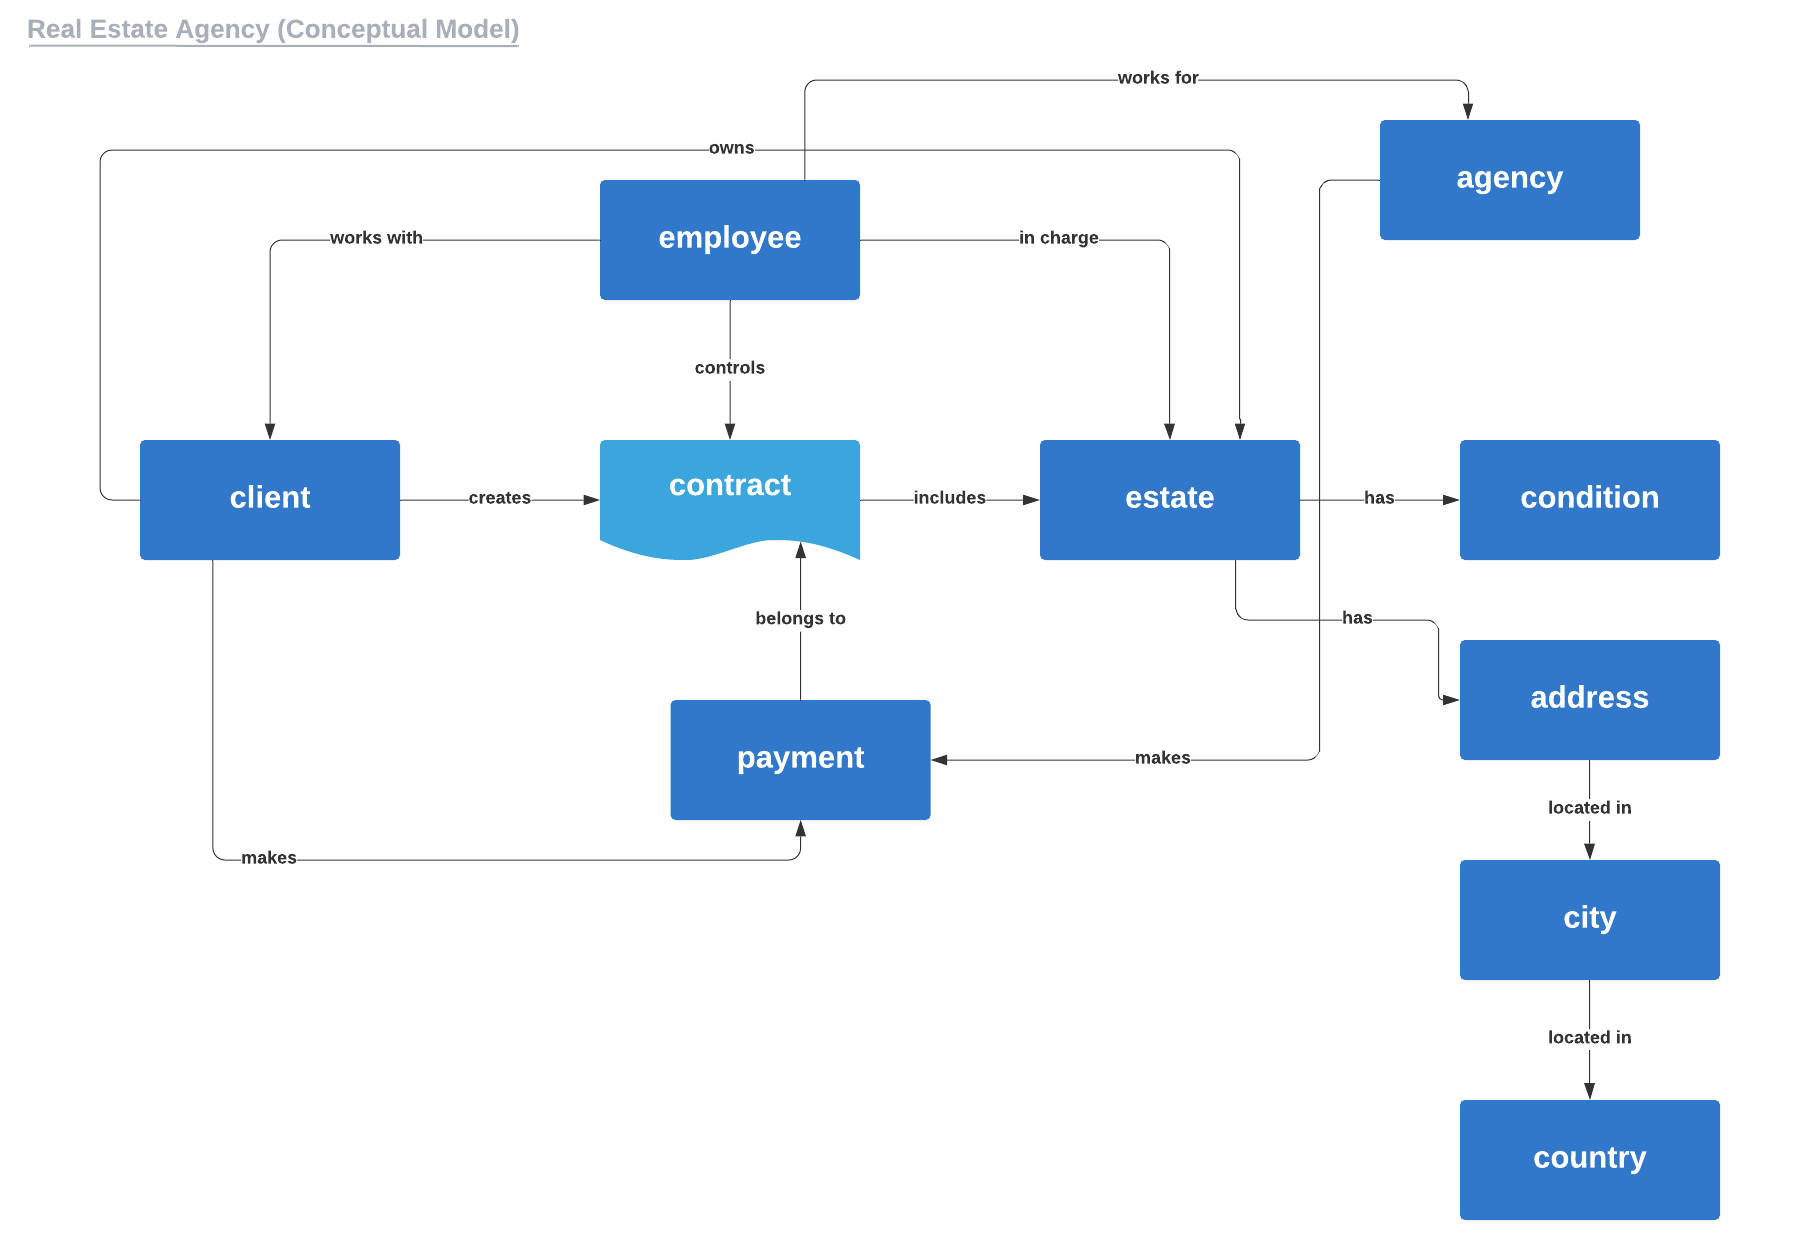 Real Estate Agency (Conceptual Model)
works for
owns
agency
employee
works with
in charge
controls
client
creates
contract
includes
estate
has
condition
belongs to
has
address
payment
makes
located in
makes
city
located in
country